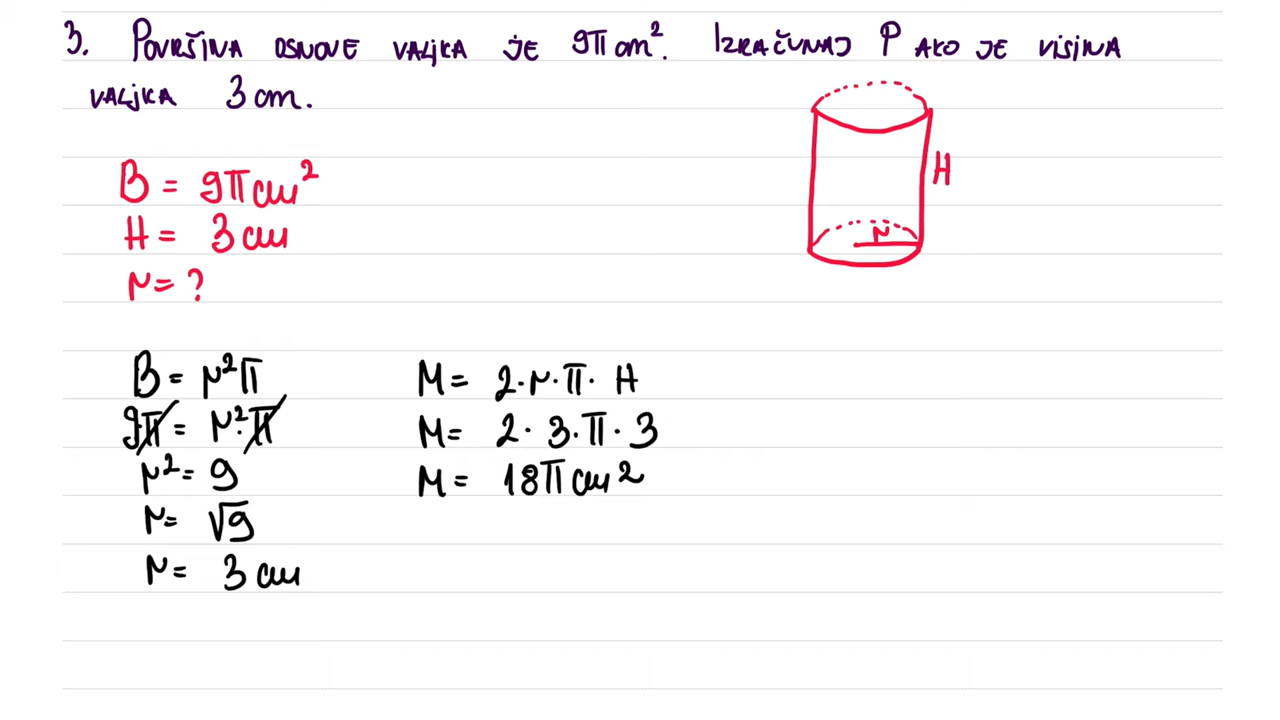 3. POVRŠINA OSNOVE VALJKA JE 9π cm². IZRAČUNAJ P AKO JE VISINA
VALJKA 3 cm.
B = 9π cm²
H = 3 cm
r = ?
H
r
B = r²π
9π = r²·π
r² = 9
r = √9
r = 3 cm
M = 2·r·π·H
M = 2·3·π·3
M = 18π cm²